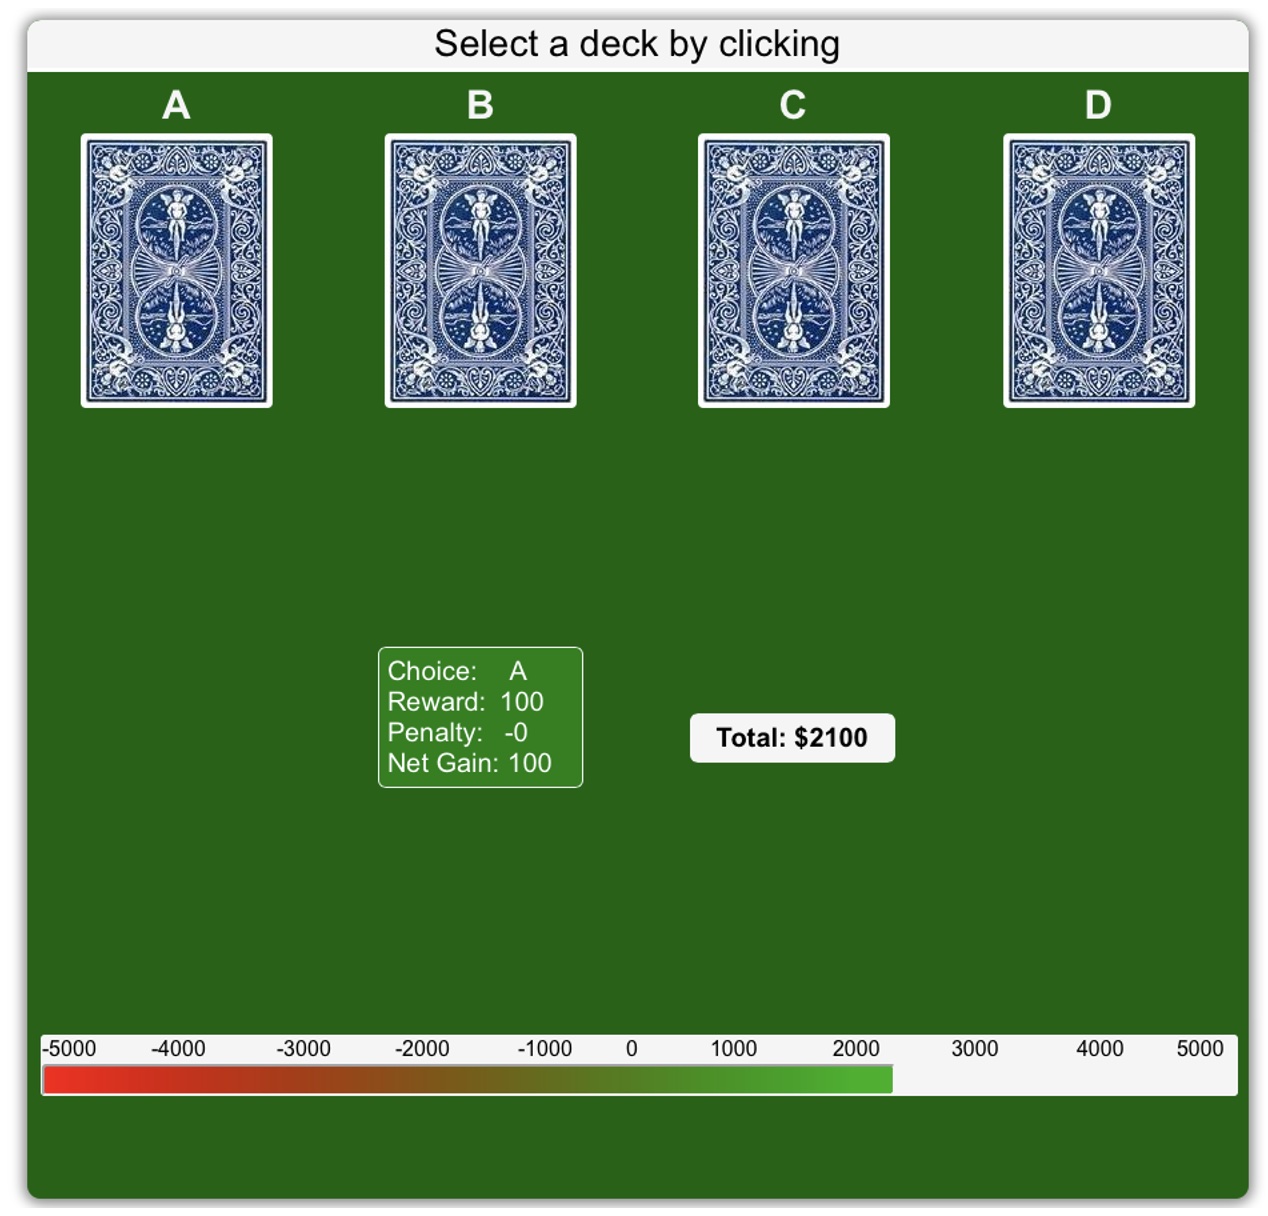 Select a deck by clicking
A B C D
Choice: A
Reward: 100
Penalty: -0
Net Gain: 100
Total: $2100
-5000 -4000 -3000 -2000 -1000 0 1000 2000 3000 4000 5000